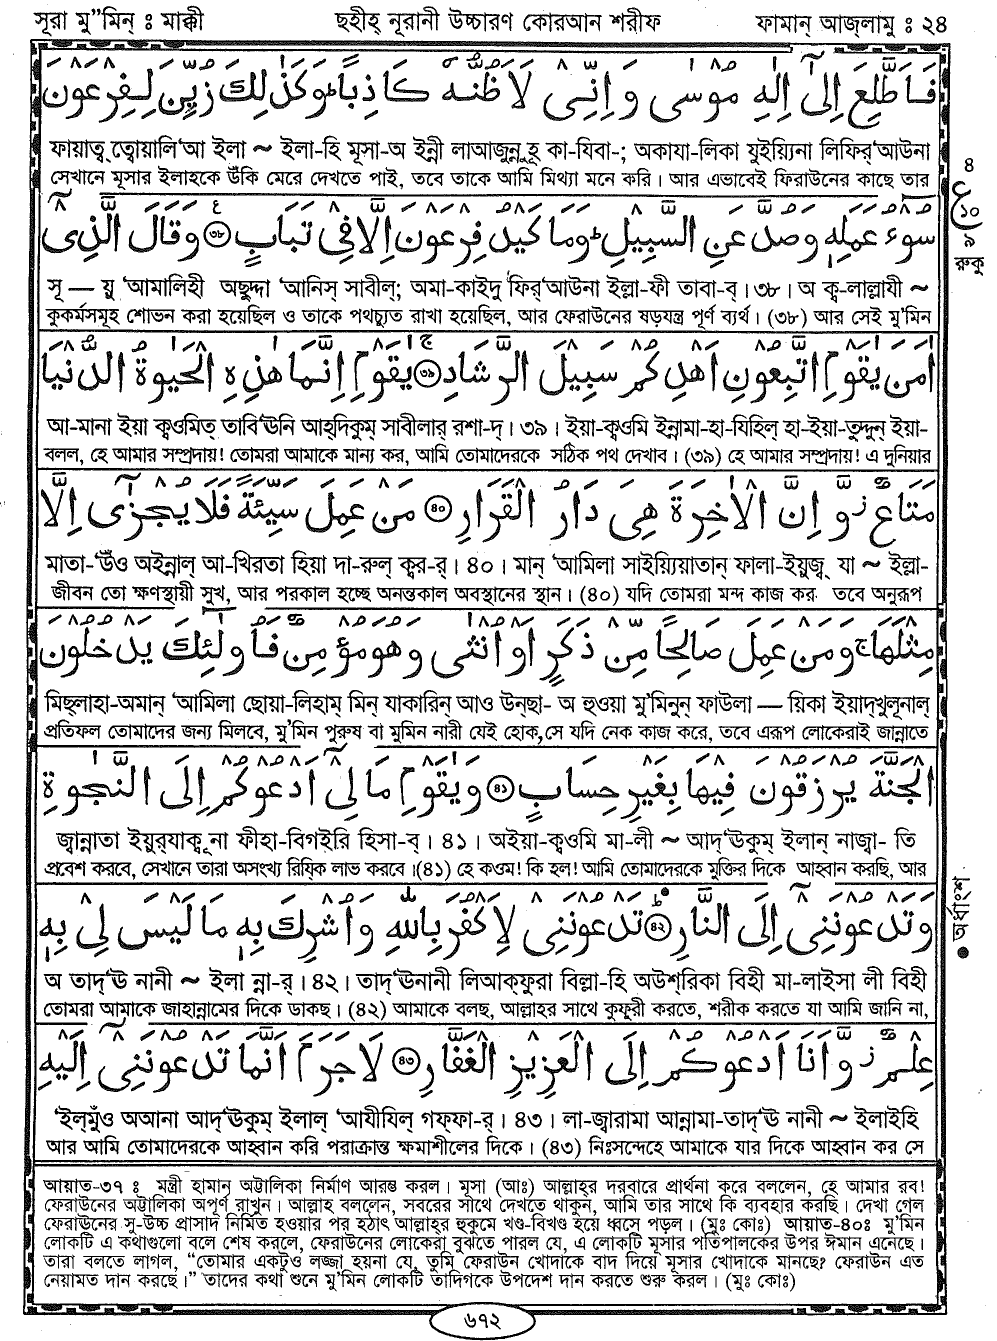 সূরা মু”মিন্ ঃ মাক্কী ছহীহ্ নূরানী উচ্চারণ কোরআন শরীফ ফামান্ আজ্লামু ঃ ২৪
فَاَطَّلِعَ اِلٰٓى اِلٰهِ مُوْسٰى وَاِنِّىْ لَاَظُنُّهٗ كَاذِبًا ؕ وَكَذٰلِكَ زُيِّنَ لِفِرْعَوْنَ
ফায়াত্ব্ ত্বোয়ালি‘আ ইলা ~ ইলা-হি মূসা-অ ইন্নী লাআজুন্নুহূ কা-যিবা-; অকাযা-লিকা যুইয়্যিনা লিফির্‘আউনা
সেখানে মূসার ইলাহকে উঁকি মেরে দেখতে পাই, তবে তাকে আমি মিথ্যা মনে করি। আর এভাবেই ফিরাউনের কাছে তার
৪
ع
১০
৯
রুকু
سُوْٓءُ عَمَلِهٖ وَصُدَّ عَنِ السَّبِيْلِ ؕ وَمَا كَيْدُ فِرْعَوْنَ اِلَّا فِىْ تَبَابٍ ﴿৩৮﴾ وَقَالَ الَّذِىْٓ
সূ — য়ু ‘আমালিহী অছুদ্দা ‘আনিস্ সাবীল্; অমা-কাইদু ফির্‘আউনা ইল্লা-ফী তাবা-ব্। ৩৮। অ ক্ব-লাল্লাযী ~
কুকর্মসমূহ শোভন করা হয়েছিল ও তাকে পথচ্যুত রাখা হয়েছিল, আর ফেরাউনের ষড়যন্ত্র পূর্ণ ব্যর্থ। (৩৮) আর সেই মু’মিন
اٰمَنَ يٰقَوْمِ اتَّبِعُوْنِ اَهْدِكُمْ سَبِيْلَ الرَّشَادِ ﴿৩৯﴾ يٰقَوْمِ اِنَّمَا هٰذِهِ الْحَيٰوةُ الدُّنْيَا
আ-মানা ইয়া ক্বওমিত্ তাবি‘ঊনি আহ্দিকুম্ সাবীলার্ রশা-দ্। ৩৯। ইয়া-ক্বওমি ইন্নামা-হা-যিহিল্ হা-ইয়া-তুদ্দুন্ ইয়া-
বলল, হে আমার সম্প্রদায়! তোমরা আমাকে মান্য কর, আমি তোমাদেরকে সঠিক পথ দেখাব। (৩৯) হে আমার সম্প্রদায়! এ দুনিয়ার
مَتَاعٌ ؗ وَّاِنَّ الْاٰخِرَةَ هِىَ دَارُ الْقَرَارِ ﴿৪০﴾ مَنْ عَمِلَ سَيِّئَةً فَلَا يُجْزٰٓى اِلَّا
মাতা-‘উঁও অইন্নাল্ আ-খিরতা হিয়া দা-রুল্ ক্বর-র্। ৪০। মান্ ‘আমিলা সাইয়্যিয়াতান্ ফালা-ইয়ুজ্ব্ যা ~ ইল্লা-
জীবন তো ক্ষণস্থায়ী সুখ, আর পরকাল হচ্ছে অনন্তকাল অবস্থানের স্থান। (৪০) যদি তোমরা মন্দ কাজ কর তবে অনুরূপ
مِثْلَهَا ۚ وَمَنْ عَمِلَ صَالِحًا مِّنْ ذَكَرٍ اَوْ اُنْثٰى وَهُوَ مُؤْمِنٌ فَاُولٰٓئِكَ يَدْخُلُوْنَ
মিছ্লাহা-অমান্ ‘আমিলা ছোয়া-লিহাম্ মিন্ যাকারিন্ আও উন্ছা- অ হুওয়া মু’মিনুন্ ফাউলা — য়িকা ইয়াদ্খুলূনাল্
প্রতিফল তোমাদের জন্য মিলবে, মু’মিন পুরুষ বা মুমিন নারী যেই হোক, সে যদি নেক কাজ করে, তবে এরূপ লোকেরাই জান্নাতে
الْجَنَّةَ يُرْزَقُوْنَ فِيْهَا بِغَيْرِ حِسَابٍ ﴿৪১﴾ وَيٰقَوْمِ مَا لِىْٓ اَدْعُوْكُمْ اِلَى النَّجٰوةِ
জ্বান্নাতা ইয়ুর্যাক্বূ না ফীহা-বিগইরি হিসা-ব্। ৪১। অইয়া-ক্বওমি মা-লী ~ আদ্‘ঊকুম্ ইলান্ নাজ্বা- তি
প্রবেশ করবে, সেখানে তারা অসংখ্য রিযিক লাভ করবে।(৪১) হে কওম! কি হল! আমি তোমাদেরকে মুক্তির দিকে আহ্বান করছি, আর
● অর্ধাংশ
وَتَدْعُوْنَنِىْٓ اِلَى النَّارِ ﴿৪২﴾ تَدْعُوْنَنِىْ لِاَكْفُرَ بِاللّٰهِ وَاُشْرِكَ بِهٖ مَا لَيْسَ لِىْ بِهٖ
অ তাদ্‘ঊ নানী ~ ইলা ন্না-র্। ৪২। তাদ্‘ঊনানী লিআক্ফুরা বিল্লা-হি অউশ্রিকা বিহী মা-লাইসা লী বিহী
তোমরা আমাকে জাহান্নামের দিকে ডাকছ। (৪২) আমাকে বলছ, আল্লাহর সাথে কুফুরী করতে, শরীক করতে যা আমি জানি না,
عِلْمٌ ؗ وَّاَنَا اَدْعُوْكُمْ اِلَى الْعَزِيْزِ الْغَفَّارِ ﴿৪৩﴾ لَا جَرَمَ اَنَّمَا تَدْعُوْنَنِىْٓ اِلَيْهِ
‘ইল্মুঁও অআনা আদ্‘ঊকুম্ ইলাল্ ‘আযীযিল্ গফ্ফা-র্। ৪৩। লা-জ্বারামা আন্নামা-তাদ্‘ঊ নানী ~ ইলাইহি
আর আমি তোমাদেরকে আহ্বান করি পরাক্রান্ত ক্ষমাশীলের দিকে। (৪৩) নিঃসন্দেহে আমাকে যার দিকে আহ্বান কর সে
আয়াত-৩৭ ঃ মন্ত্রী হামান অট্টালিকা নির্মাণ আরম্ভ করল। মূসা (আঃ) আল্লাহ্র দরবারে প্রার্থনা করে বললেন, হে আমার রব!
ফেরাউনের অট্টালিকা অপূর্ণ রাখুন। আল্লাহ বললেন, সবরের সাথে দেখতে থাকুন, আমি তার সাথে কি ব্যবহার করছি। দেখা গেল
ফেরাউনের সু-উচ্চ প্রাসাদ নির্মিত হওয়ার পর হঠাৎ আল্লাহ্র হুকুমে খণ্ড-বিখণ্ড হয়ে ধ্বসে পড়ল। (মুঃ কোঃ) আয়াত-৪০ঃ মু’মিন
লোকটি এ কথাগুলো বলে শেষ করলে, ফেরাউনের লোকেরা বুঝতে পারল যে, এ লোকটি মূসার প্রতিপালকের উপর ঈমান এনেছে।
তারা বলতে লাগল, “তোমার একটুও লজ্জা হয়না যে, তুমি ফেরাউন খোদাকে বাদ দিয়ে মূসার খোদাকে মানছ? ফেরাউন এত
নেয়ামত দান করছে।” তাদের কথা শুনে মু’মিন লোকটি তাদিগকে উপদেশ দান করতে শুরু করল। (মুঃ কোঃ)
৬৭২